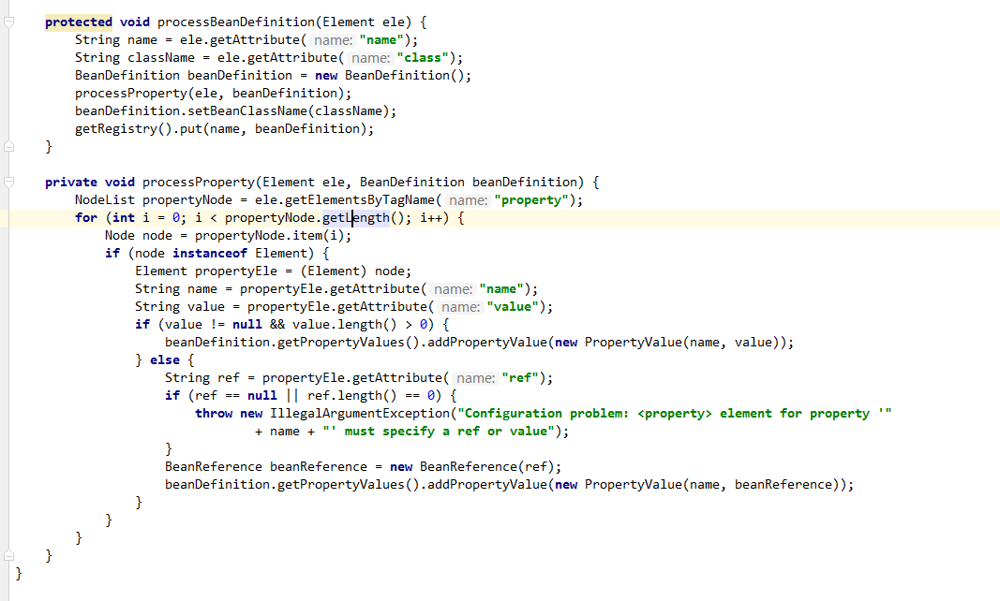 protected void processBeanDefinition(Element ele) {
    String name = ele.getAttribute( name: "name");
    String className = ele.getAttribute( name: "class");
    BeanDefinition beanDefinition = new BeanDefinition();
    processProperty(ele, beanDefinition);
    beanDefinition.setBeanClassName(className);
    getRegistry().put(name, beanDefinition);
}
private void processProperty(Element ele, BeanDefinition beanDefinition) {
    NodeList propertyNode = ele.getElementsByTagName( name: "property");
    for (int i = 0; i < propertyNode.getLength(); i++) {
        Node node = propertyNode.item(i);
        if (node instanceof Element) {
            Element propertyEle = (Element) node;
            String name = propertyEle.getAttribute( name: "name");
            String value = propertyEle.getAttribute( name: "value");
            if (value != null && value.length() > 0) {
                beanDefinition.getPropertyValues().addPropertyValue(new PropertyValue(name, value));
            } else {
                String ref = propertyEle.getAttribute( name: "ref");
                if (ref == null || ref.length() == 0) {
                    throw new IllegalArgumentException("Configuration problem: <property> element for property '"
                            + name + "' must specify a ref or value");
                }
                BeanReference beanReference = new BeanReference(ref);
                beanDefinition.getPropertyValues().addPropertyValue(new PropertyValue(name, beanReference));
            }
        }
    }
}
}